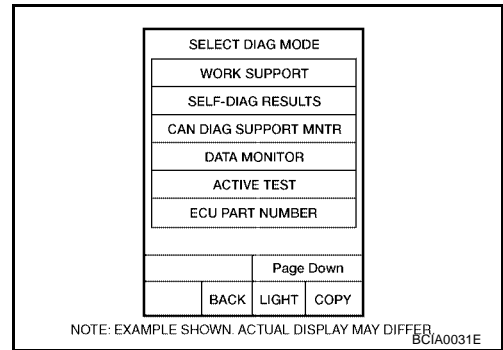 SELECT DIAG MODE
WORK SUPPORT
SELF-DIAG RESULTS
CAN DIAG SUPPORT MNTR
DATA MONITOR
ACTIVE TEST
ECU PART NUMBER
Page Down
BACK LIGHT COPY
NOTE: EXAMPLE SHOWN. ACTUAL DISPLAY MAY DIFFER.
BCIA0031E